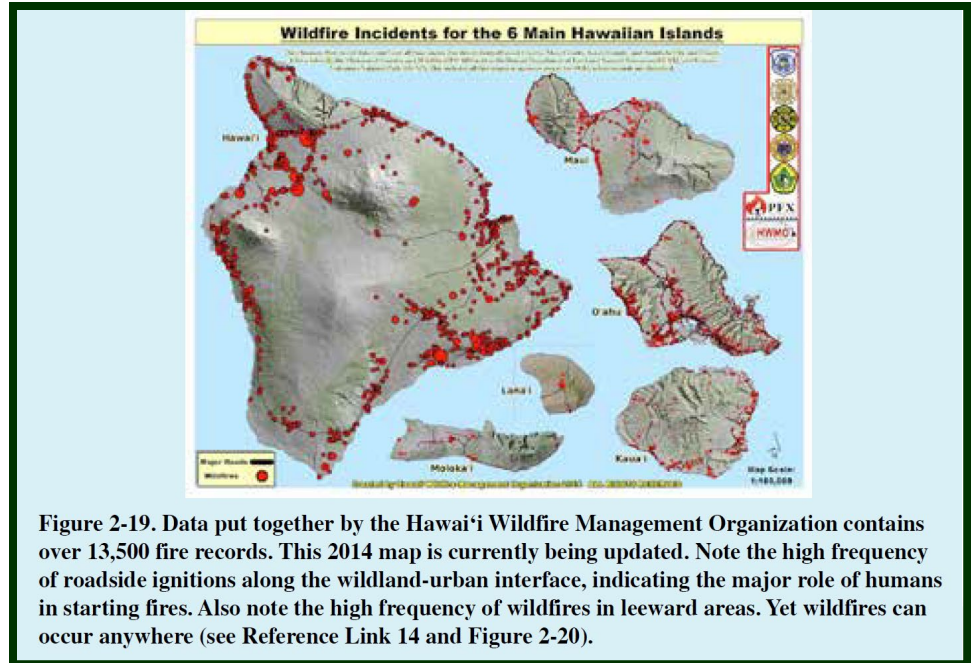 Wildfire Incidents for the 6 Main Hawaiian Islands
Hawai'i
Maui
O'ahu
Lana'i
Moloka'i
Kaua'i
PFX
HWMO
Major Roads
Wildfires
Map Scale:
Figure 2-19. Data put together by the Hawai‘i Wildfire Management Organization contains
over 13,500 fire records. This 2014 map is currently being updated. Note the high frequency
of roadside ignitions along the wildland-urban interface, indicating the major role of humans
in starting fires. Also note the high frequency of wildfires in leeward areas. Yet wildfires can
occur anywhere (see Reference Link 14 and Figure 2-20).